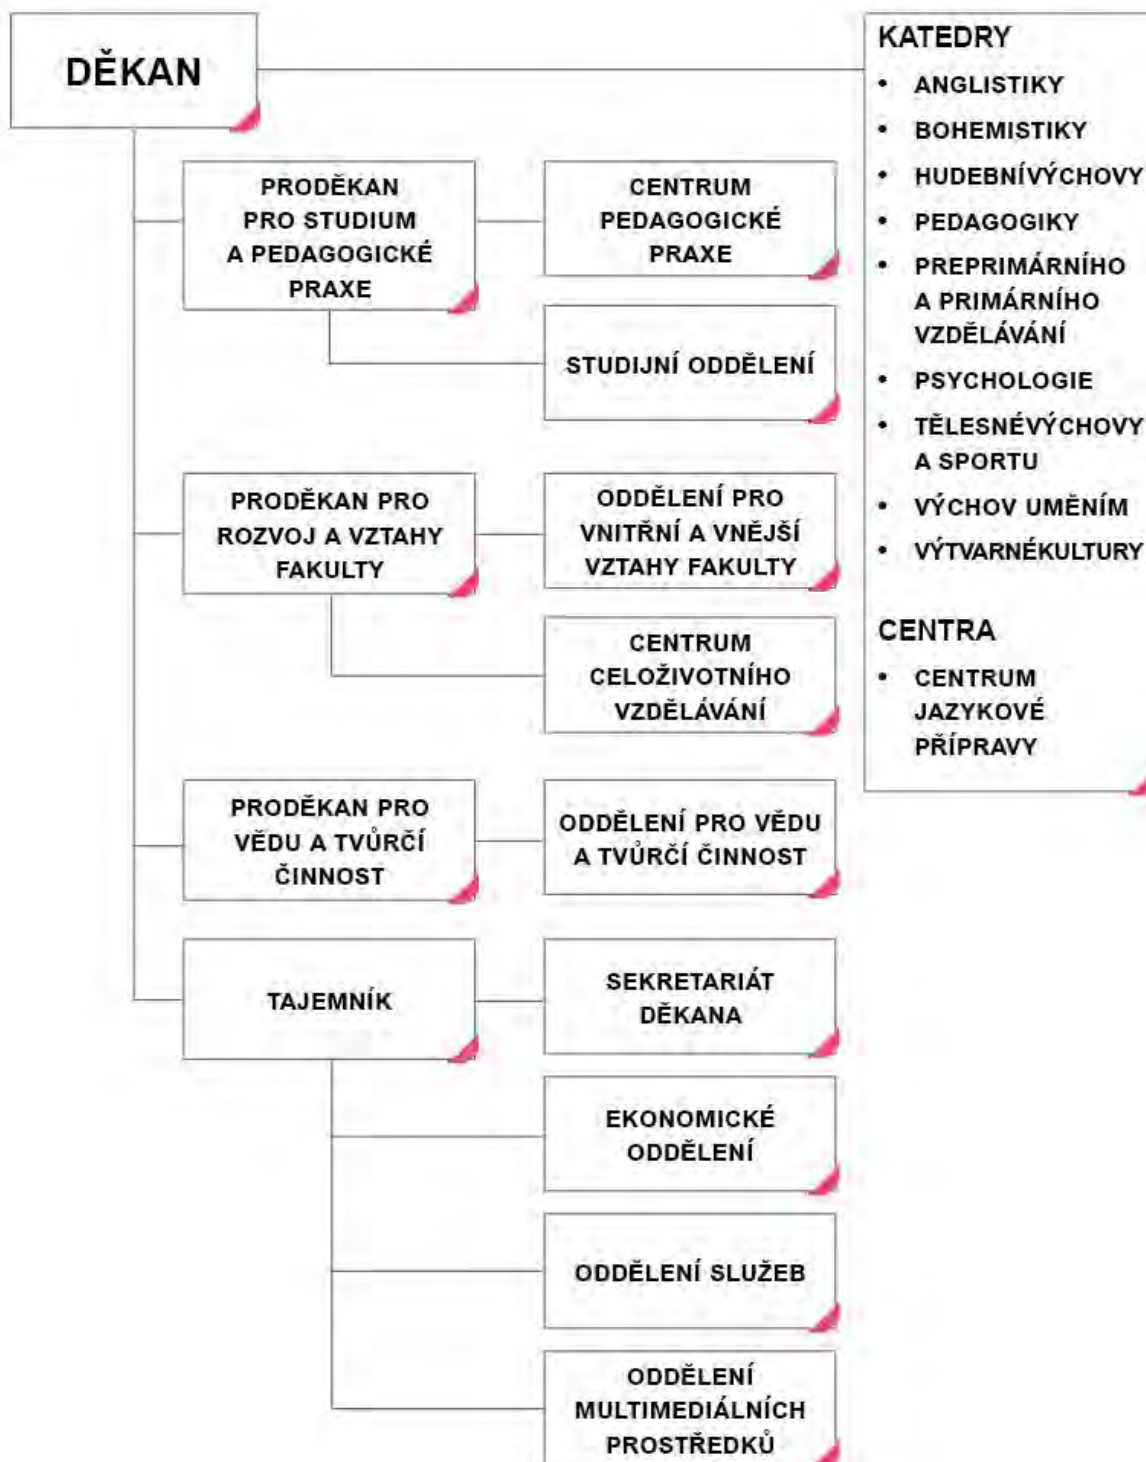 DĚKAN
PRODĚKAN
PRO STUDIUM
A PEDAGOGICKÉ
PRAXE
CENTRUM
PEDAGOGICKÉ
PRAXE
STUDIJNÍ ODDĚLENÍ
PRODĚKAN PRO
ROZVOJ A VZTAHY
FAKULTY
ODDĚLENÍ PRO
VNITŘNÍ A VNĚJŠÍ
VZTAHY FAKULTY
CENTRUM
CELOŽIVOTNÍHO
VZDĚLÁVÁNÍ
PRODĚKAN PRO
VĚDU A TVŮRČÍ
ČINNOST
ODDĚLENÍ PRO VĚDU
A TVŮRČÍ ČINNOST
TAJEMNÍK
SEKRETARIÁT
DĚKANA
EKONOMICKÉ
ODDĚLENÍ
ODDĚLENÍ SLUŽEB
ODDĚLENÍ
MULTIMEDIÁLNÍCH
PROSTŘEDKŮ
KATEDRY
• ANGLISTIKY
• BOHEMISTIKY
• HUDEBNÍVÝCHOVY
• PEDAGOGIKY
• PREPRIMÁRNÍHO
A PRIMÁRNÍHO
VZDĚLÁVÁNÍ
• PSYCHOLOGIE
• TĚLESNÉVÝCHOVY
A SPORTU
• VÝCHOV UMĚNÍM
• VÝTVARNÉKULTURY
CENTRA
• CENTRUM
JAZYKOVÉ
PŘÍPRAVY